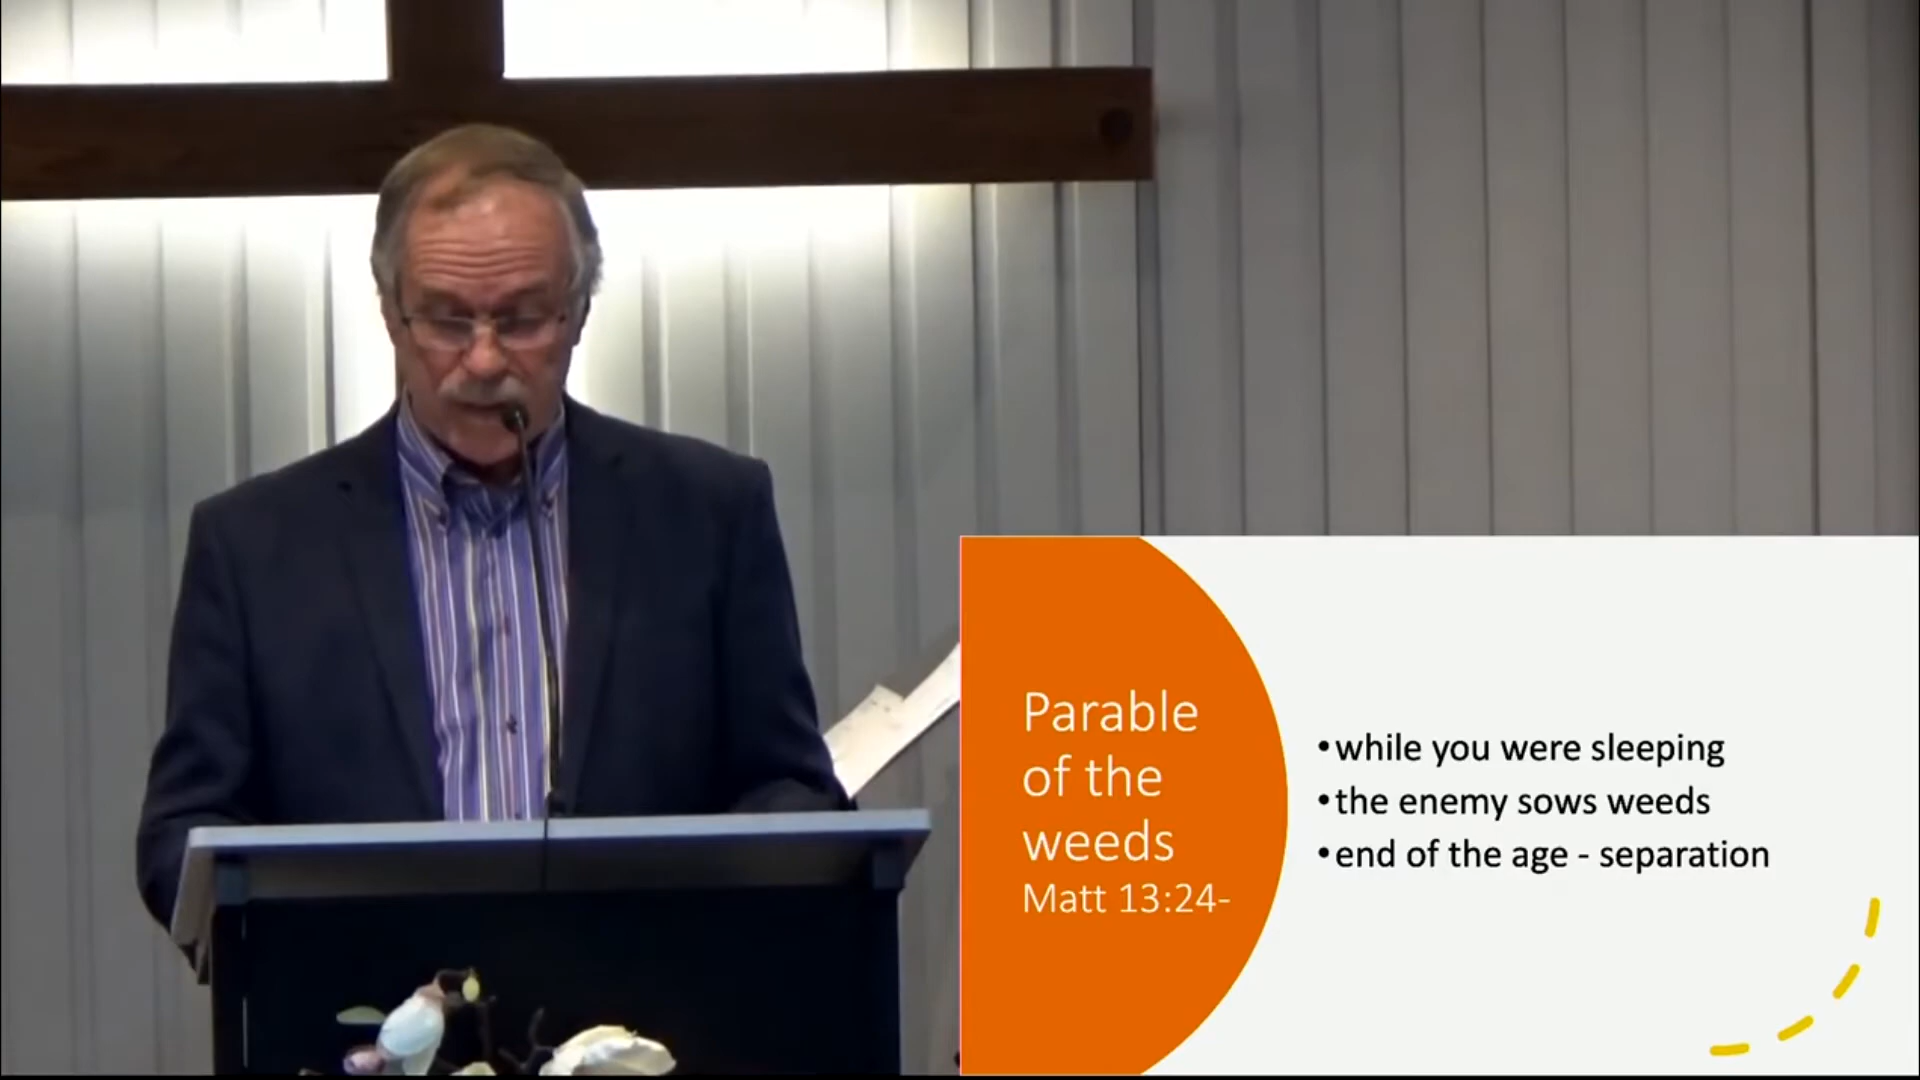 Parable
of the
weeds
Matt 13:24-
•while you were sleeping
•the enemy sows weeds
•end of the age - separation